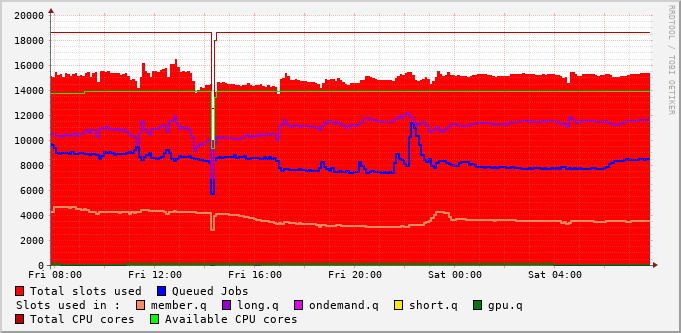 RRDTOOL / TOBI OETIKER
20000
18000
16000
14000
12000
10000
8000
6000
4000
2000
0
Fri 08:00 Fri 12:00 Fri 16:00 Fri 20:00 Sat 00:00 Sat 04:00
Total slots used Queued Jobs
Slots used in : member.q long.q ondemand.q short.q gpu.q
Total CPU cores Available CPU cores